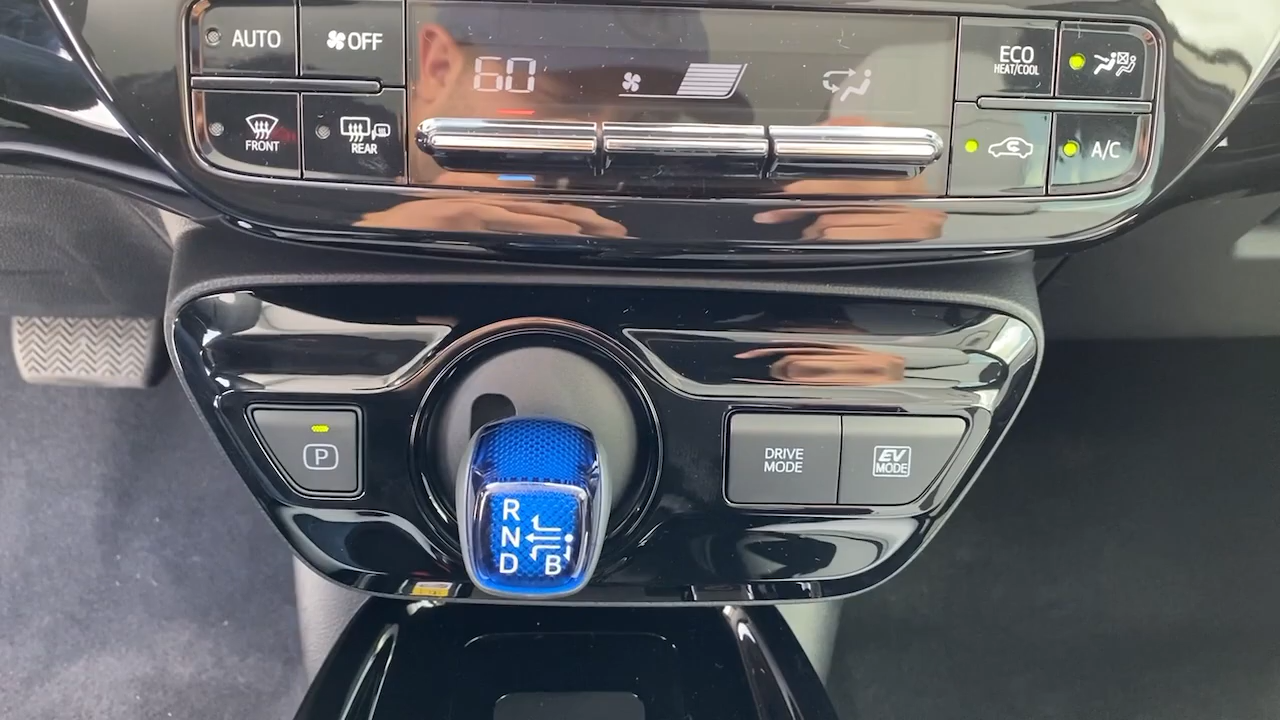 AUTO
OFF
60
ECO
HEAT/COOL
FRONT
REAR
A/C
P
DRIVE
MODE
EV
MODE
R
N
D
B